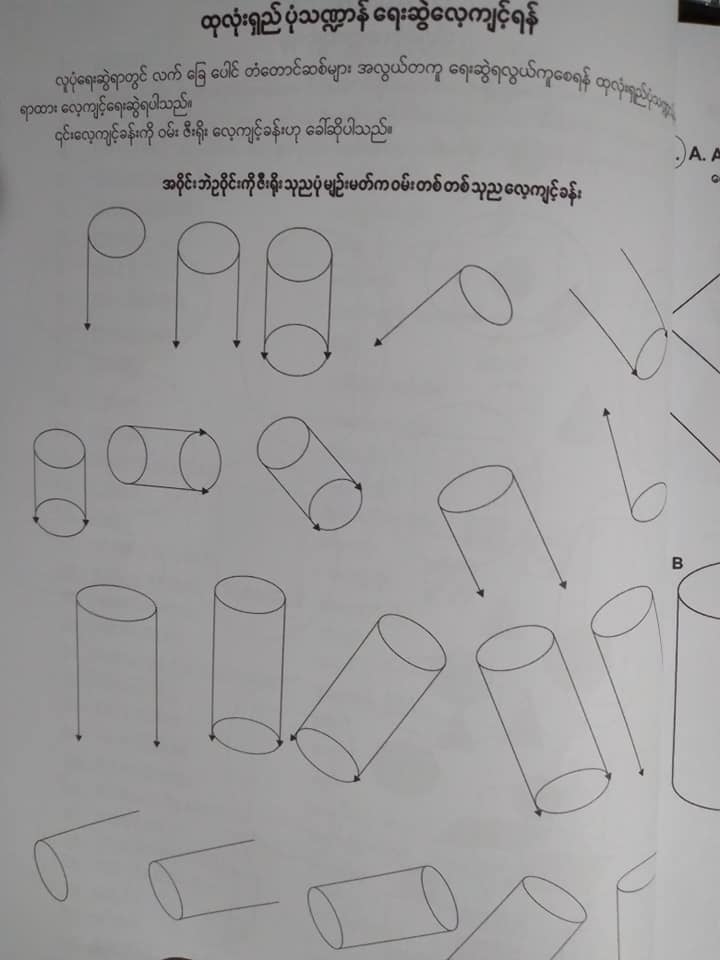 ထုလုံးရှည် ပုံသဏ္ဌာန် ရေးဆွဲလေ့ကျင့်ရန်
လူပုံရေးဆွဲရာတွင် လက် ခြေ ပေါင် တံတောင်ဆစ်များ အလွယ်တကူ ရေးဆွဲရလွယ်ကူစေရန် ထုလုံးရှည်ပုံသဏ္ဌာန်
ရာထား လေ့ကျင့်ရေးဆွဲရပါသည်။
၎င်းလေ့ကျင့်ခန်းကို ဝမ်း ဇီးရိုး လေ့ကျင့်ခန်းဟု ခေါ်ဆိုပါသည်။
အဝိုင်းဘဲဥဝိုင်းကိုဇီးရိုးသုညပုံမျဉ်းမတ်ကဝမ်းတစ်တစ်သုညလေ့ကျင့်ခန်း
A. A
B